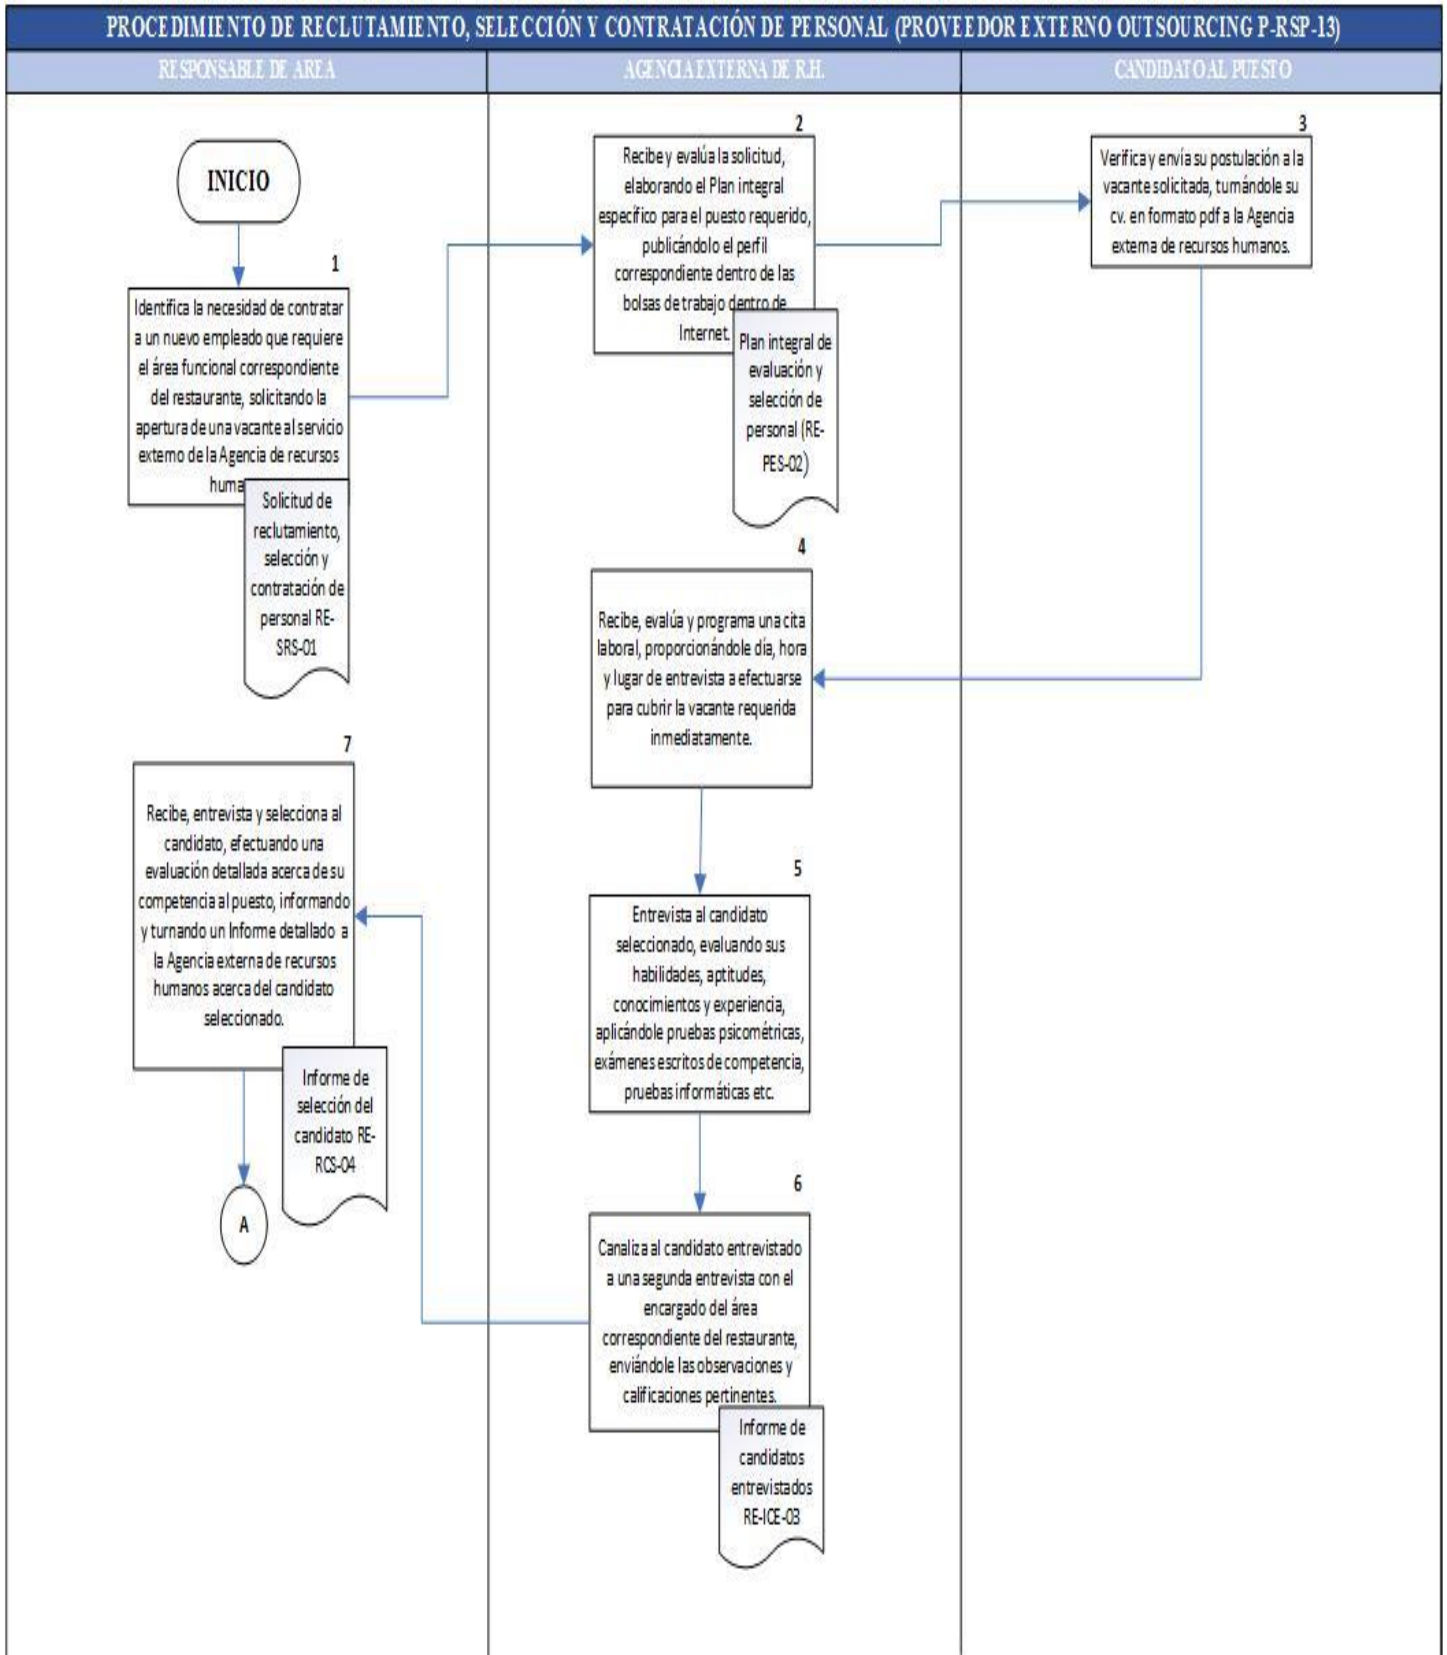 PROCEDIMIENTO DE RECLUTAMIENTO, SELECCIÓN Y CONTRATACIÓN DE PERSONAL (PROVEEDOR EXTERNO OUTSOURCING P-RSP-13)
RESPONSABLE DE AREA
AGENCIA EXTERNA DE R.H.
CANDIDATO AL PUESTO
INICIO
1
Identifica la necesidad de contratar
a un nuevo empleado que requiere
el área funcional correspondiente
del restaurante, solicitando la
apertura de una vacante al servicio
externo de la Agencia de recursos
huma
Solicitud de
reclutamiento,
selección y
contratación de
personal RE-
SRS-01
2
Recibe y evalúa la solicitud,
elaborando el Plan integral
específico para el puesto requerido,
publicándolo el perfil
correspondiente dentro de las
bolsas de trabajo dentro de
Internet.
Plan integral de
evaluación y
selección de
personal (RE-
PES-02)
3
Verifica y envía su postulación a la
vacante solicitada, turnándole su
cv. en formato pdf a la Agencia
externa de recursos humanos.
4
Recibe, evalúa y programa una cita
laboral, proporcionándole día, hora
y lugar de entrevista a efectuarse
para cubrir la vacante requerida
inmediatamente.
5
Entrevista al candidato
seleccionado, evaluando sus
habilidades, aptitudes,
conocimientos y experiencia,
aplicándole pruebas psicométricas,
exámenes escritos de competencia,
pruebas informáticas etc.
6
Canaliza al candidato entrevistado
a una segunda entrevista con el
encargado del área
correspondiente del restaurante,
enviándole las observaciones y
calificaciones pertinentes.
Informe de
candidatos
entrevistados
RE-ICE-03
7
Recibe, entrevista y selecciona al
candidato, efectuando una
evaluación detallada acerca de su
competencia al puesto, informando
y turnando un Informe detallado a
la Agencia externa de recursos
humanos acerca del candidato
seleccionado.
Informe de
selección del
candidato RE-
RCS-04
A